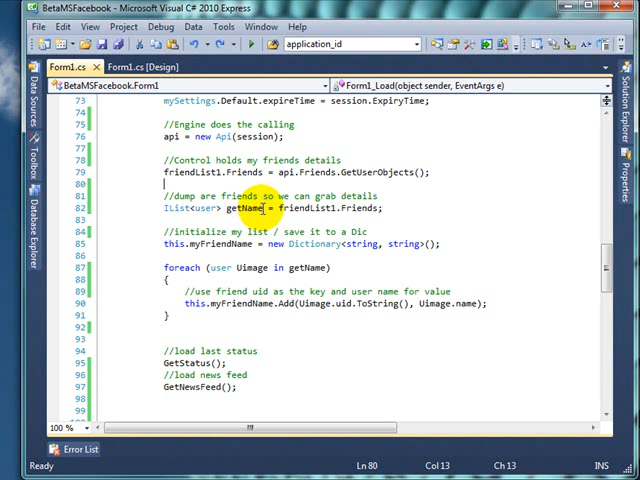 BetaMSFacebook - Microsoft Visual C# 2010 Express
File Edit View Project Debug Data Tools Window Help
application_id
Form1.cs Form1.cs [Design]
BetaMSFacebook.Form1 Form1_Load(object sender, EventArgs e)
73 mySettings.Default.expireTime = session.ExpiryTime;
74
75 //Engine does the calling
76 api = new Api(session);
77
78 //Control holds my friends details
79 friendList1.Friends = api.Friends.GetUserObjects();
80
81 //dump are friends so we can grab details
82 IList<user> getName = friendList1.Friends;
83
84 //initialize my list / save it to a Dic
85 this.myFriendName = new Dictionary<string, string>();
86
87 foreach (user Uimage in getName)
88 {
89 //use friend uid as the key and user name for value
90 this.myFriendName.Add(Uimage.uid.ToString(), Uimage.name);
91 }
92
93
94 //load last status
95 GetStatus();
96 //load news feed
97 GetNewsFeed();
98
99
Data Sources
Toolbox
Solution Explorer
Properties
100 %
Error List
Ready Ln 80 Col 13 Ch 13 INS